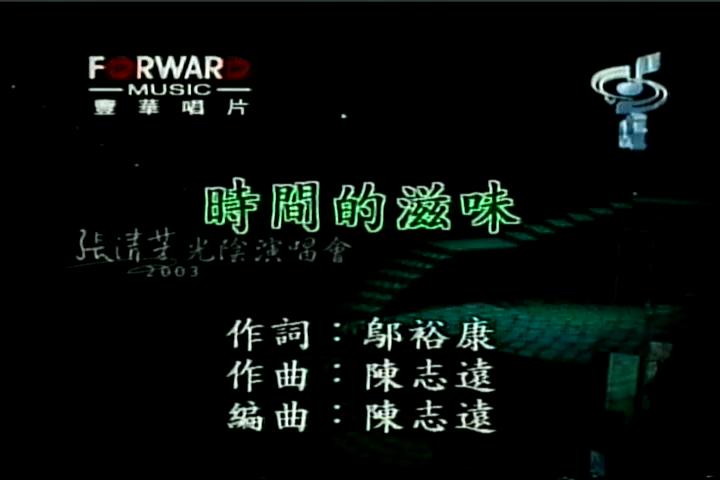 FORWARD
MUSIC
豐華唱片
時間的滋味
張清芳光陰演唱會
2003
作詞：鄔裕康
作曲：陳志遠
編曲：陳志遠